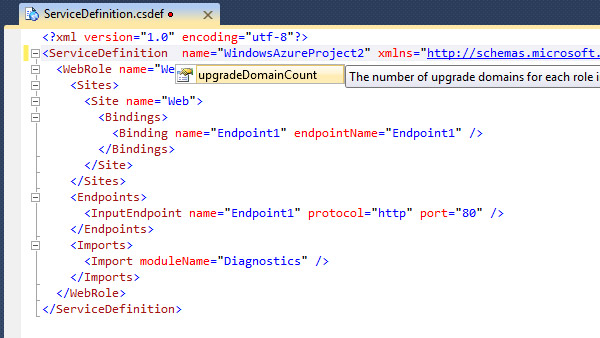 ServiceDefinition.csdef
<?xml version="1.0" encoding="utf-8"?>
<ServiceDefinition name="WindowsAzureProject2" xmlns="http://schemas.microsoft.
<WebRole name="We
upgradeDomainCount
The number of upgrade domains for each role i
<Sites>
<Site name="Web">
<Bindings>
<Binding name="Endpoint1" endpointName="Endpoint1" />
</Bindings>
</Site>
</Sites>
<Endpoints>
<InputEndpoint name="Endpoint1" protocol="http" port="80" />
</Endpoints>
<Imports>
<Import moduleName="Diagnostics" />
</Imports>
</WebRole>
</ServiceDefinition>